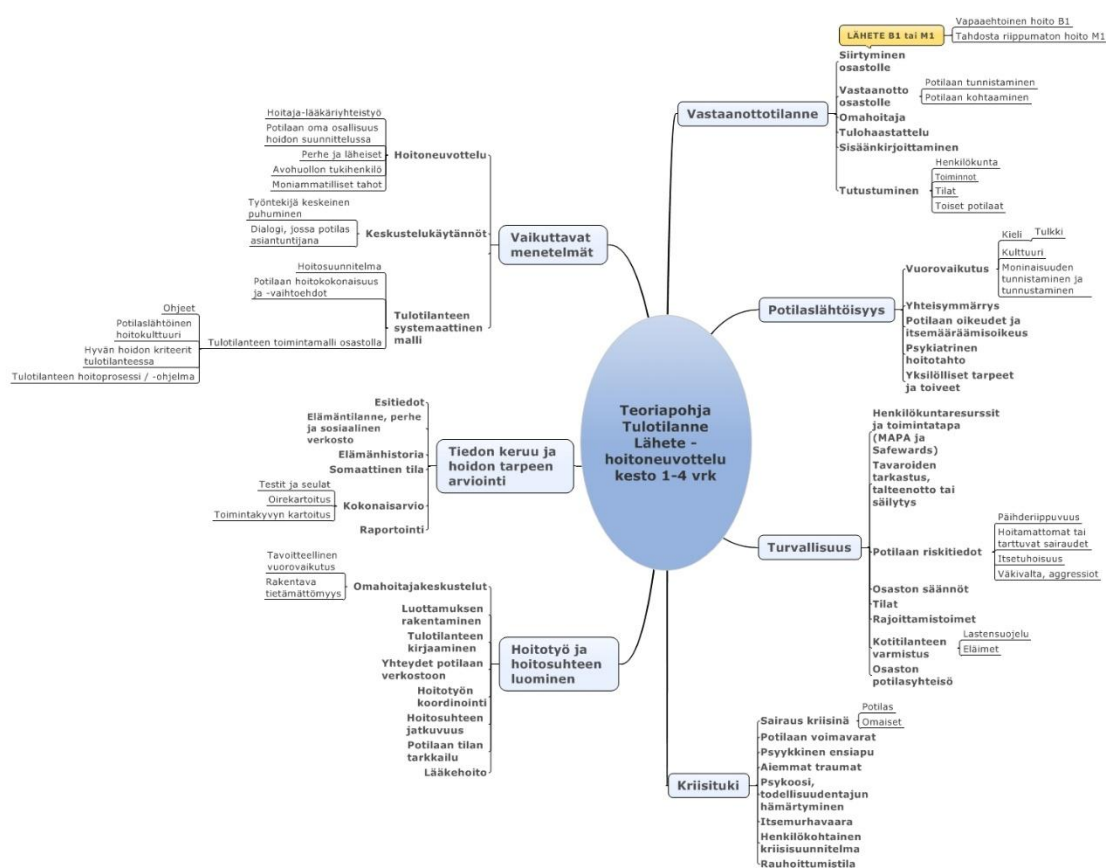 Teoriapohja
Tulotilanne
Lähete -
hoitoneuvottelu
kesto 1-4 vrk
Vastaanottotilanne
LÄHETE B1 tai M1
Vapaaehtoinen hoito B1
Tahdosta riippumaton hoito M1
Siirtyminen
osastolle
Vastaanotto
osastolle
Potilaan tunnistaminen
Potilaan kohtaaminen
Omahoitaja
Tulohaastattelu
Sisäänkirjoittaminen
Tutustuminen
Henkilökunta
Toiminnot
Tilat
Toiset potilaat
Potilaslähtöisyys
Vuorovaikutus
Kieli
Tulkki
Kulttuuri
Moninaisuuden
tunnistaminen ja
tunnustaminen
Yhteisymmärrys
Potilaan oikeudet ja
itsemääräämisoikeus
Psykiatrinen
hoitotahto
Yksilölliset tarpeet
ja toiveet
Turvallisuus
Henkilökuntaresurssit
ja toimintatapa
(MAPA ja
Safewards)
Tavaroiden
tarkastus,
talteenotto tai
säilytys
Potilaan riskitiedot
Päihderiippuvuus
Hoitamattomat tai
tarttuvat sairaudet
Itsetuhoisuus
Väkivalta, aggressiot
Osaston säännöt
Tilat
Rajoittamistoimet
Kotitilanteen
varmistus
Lastensuojelu
Eläimet
Osaston
potilasyhteisö
Kriisituki
Sairaus kriisinä
Potilas
Omaiset
Potilaan voimavarat
Psyykkinen ensiapu
Aiemmat traumat
Psykoosi,
todellisuudentajun
hämärtyminen
Itsemurhavaara
Henkilökohtainen
kriisisuunnitelma
Rauhoittumistila
Vaikuttavat
menetelmät
Hoitoneuvottelu
Hoitaja-lääkäriyhteistyö
Potilaan oma osallisuus
hoidon suunnittelussa
Perhe ja läheiset
Avohuollon tukihenkilö
Moniammatilliset tahot
Keskustelukäytännöt
Työntekijä keskeinen
puhuminen
Dialogi, jossa potilas
asiantuntijana
Tulotilanteen
systemaattinen
malli
Hoitosuunnitelma
Potilaan hoitokokonaisuus
ja -vaihtoehdot
Tulotilanteen toimintamalli osastolla
Ohjeet
Potilaslähtöinen
hoitokulttuuri
Hyvän hoidon kriteerit
tulotilanteessa
Tulotilanteen hoitoprosessi / -ohjelma
Tiedon keruu ja
hoidon tarpeen
arviointi
Esitiedot
Elämäntilanne, perhe
ja sosiaalinen
verkosto
Elämänhistoria
Somaattinen tila
Kokonaisarvio
Testit ja seulat
Oirekartoitus
Toimintakyvyn kartoitus
Raportointi
Hoitotyö ja
hoitosuhteen
luominen
Omahoitajakeskustelut
Tavoitteellinen
vuorovaikutus
Rakentava
tietämättömyys
Luottamuksen
rakentaminen
Tulotilanteen
kirjaaminen
Yhteydet potilaan
verkostoon
Hoitotyön
koordinointi
Hoitosuhteen
jatkuvuus
Potilaan tilan
tarkkailu
Lääkehoito